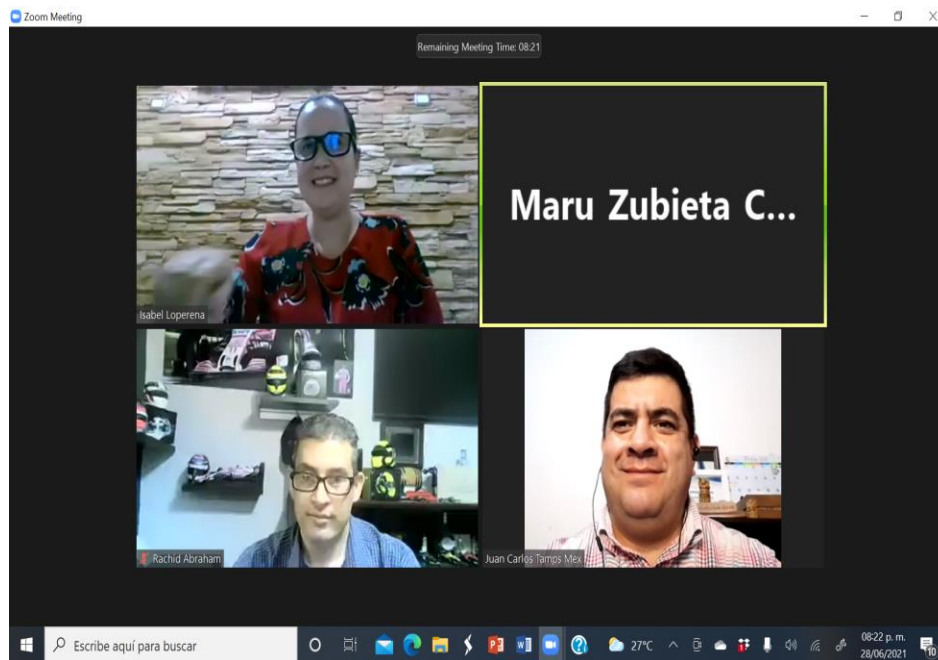 Zoom Meeting
Remaining Meeting Time: 08:21
Maru Zubieta C...
Isabel Loperena
Rachid Abraham
Juan Carlos Tamps Mex
Escribe aquí para buscar
27°C
08:22 p. m.
28/06/2021
10